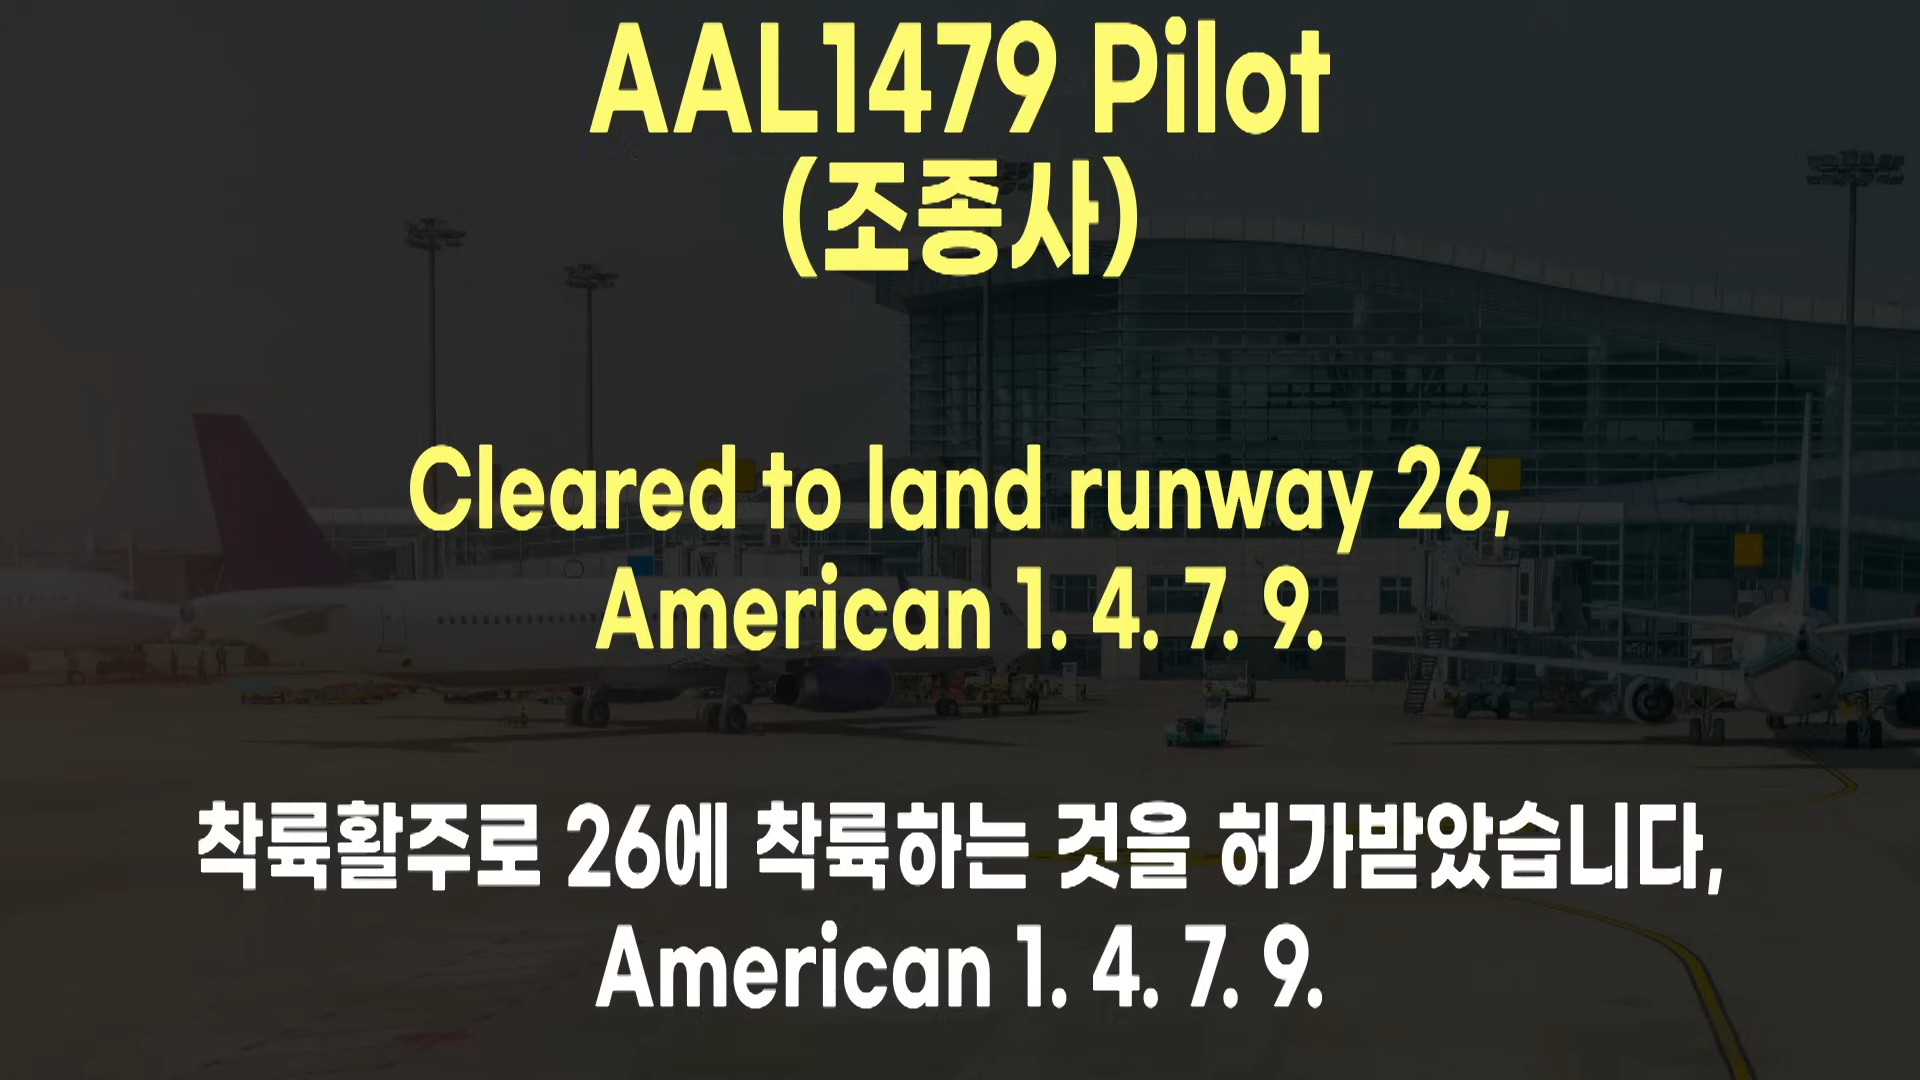 AAL1479 Pilot
(조종사)
Cleared to land runway 26,
American 1. 4. 7. 9.
착륙활주로 26에 착륙하는 것을 허가받았습니다,
American 1. 4. 7. 9.